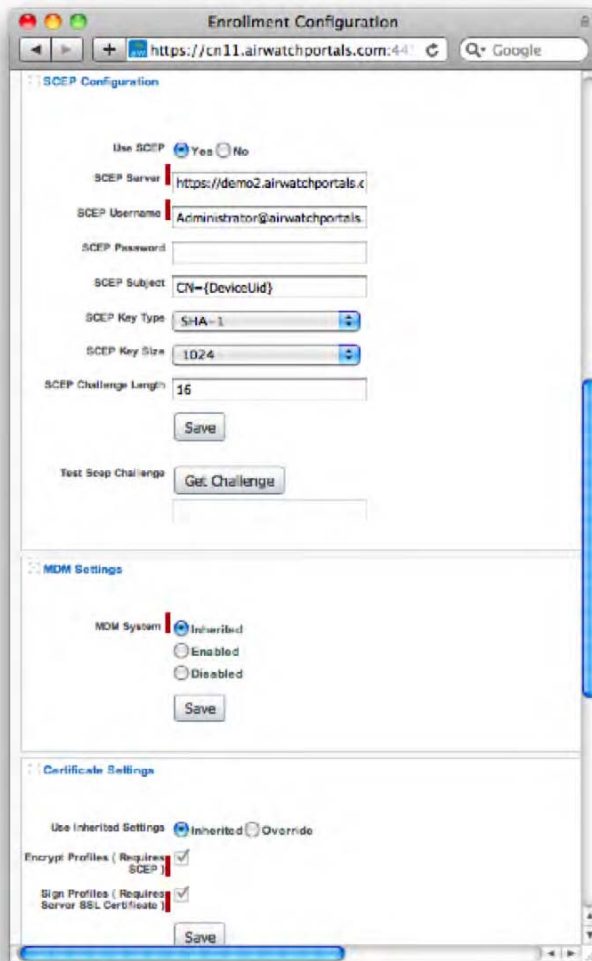 Enrollment Configuration
https://cn11.airwatchportals.com:44
Google
SCEP Configuration
Use SCEP Yes No
SCEP Server https://demo2.airwatchportals.c
SCEP Username Administrator@airwatchportals.
SCEP Password
SCEP Subject CN={DeviceUid}
SCEP Key Type SHA-1
SCEP Key Size 1024
SCEP Challenge Length 16
Save
Test Scep Challenge Get Challenge
MDM Settings
MDM System Inherited
Enabled
Disabled
Save
Certificate Settings
Use Inherited Settings Inherited Override
Encrypt Profiles ( Requires
SCEP )
Sign Profiles ( Requires
Server SSL Certificate )
Save